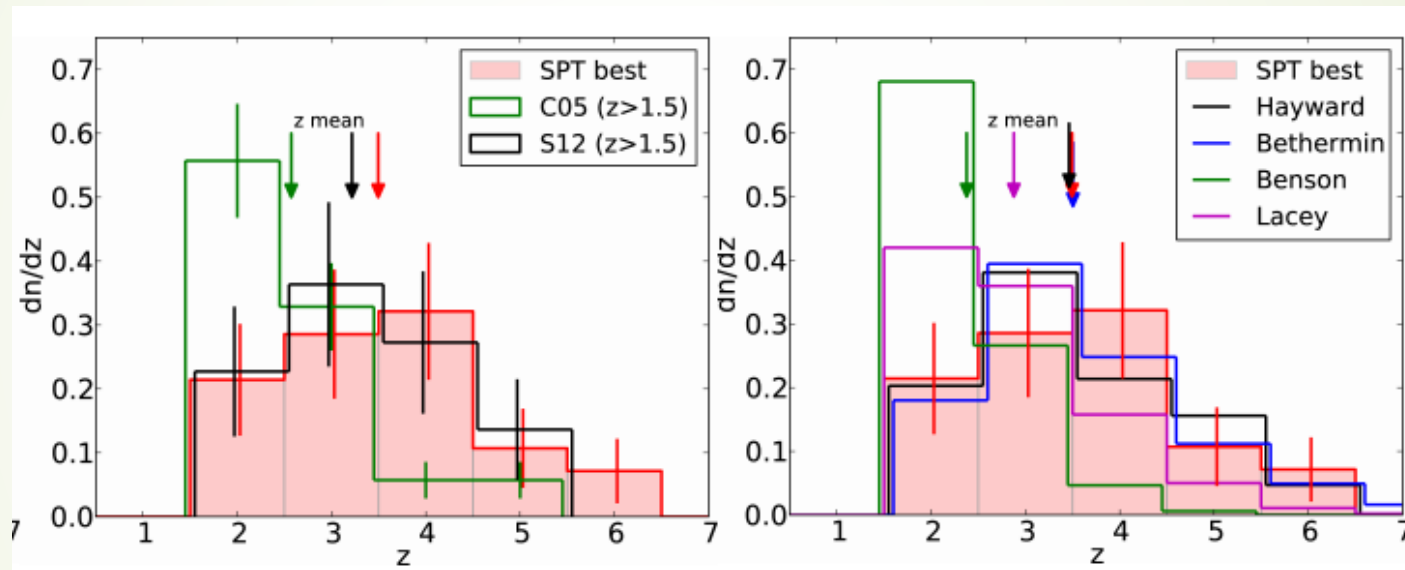 0.7
0.6
0.5
0.4
0.3
0.2
0.1
0.0
dn/dz
z mean
SPT best
C05 (z>1.5)
S12 (z>1.5)
7 1 2 3 4 5 6 7
z
0.7
0.6
0.5
0.4
0.3
0.2
0.1
0.0
dn/dz
z mean
SPT best
Hayward
Bethermin
Benson
Lacey
1 2 3 4 5 6 7
z